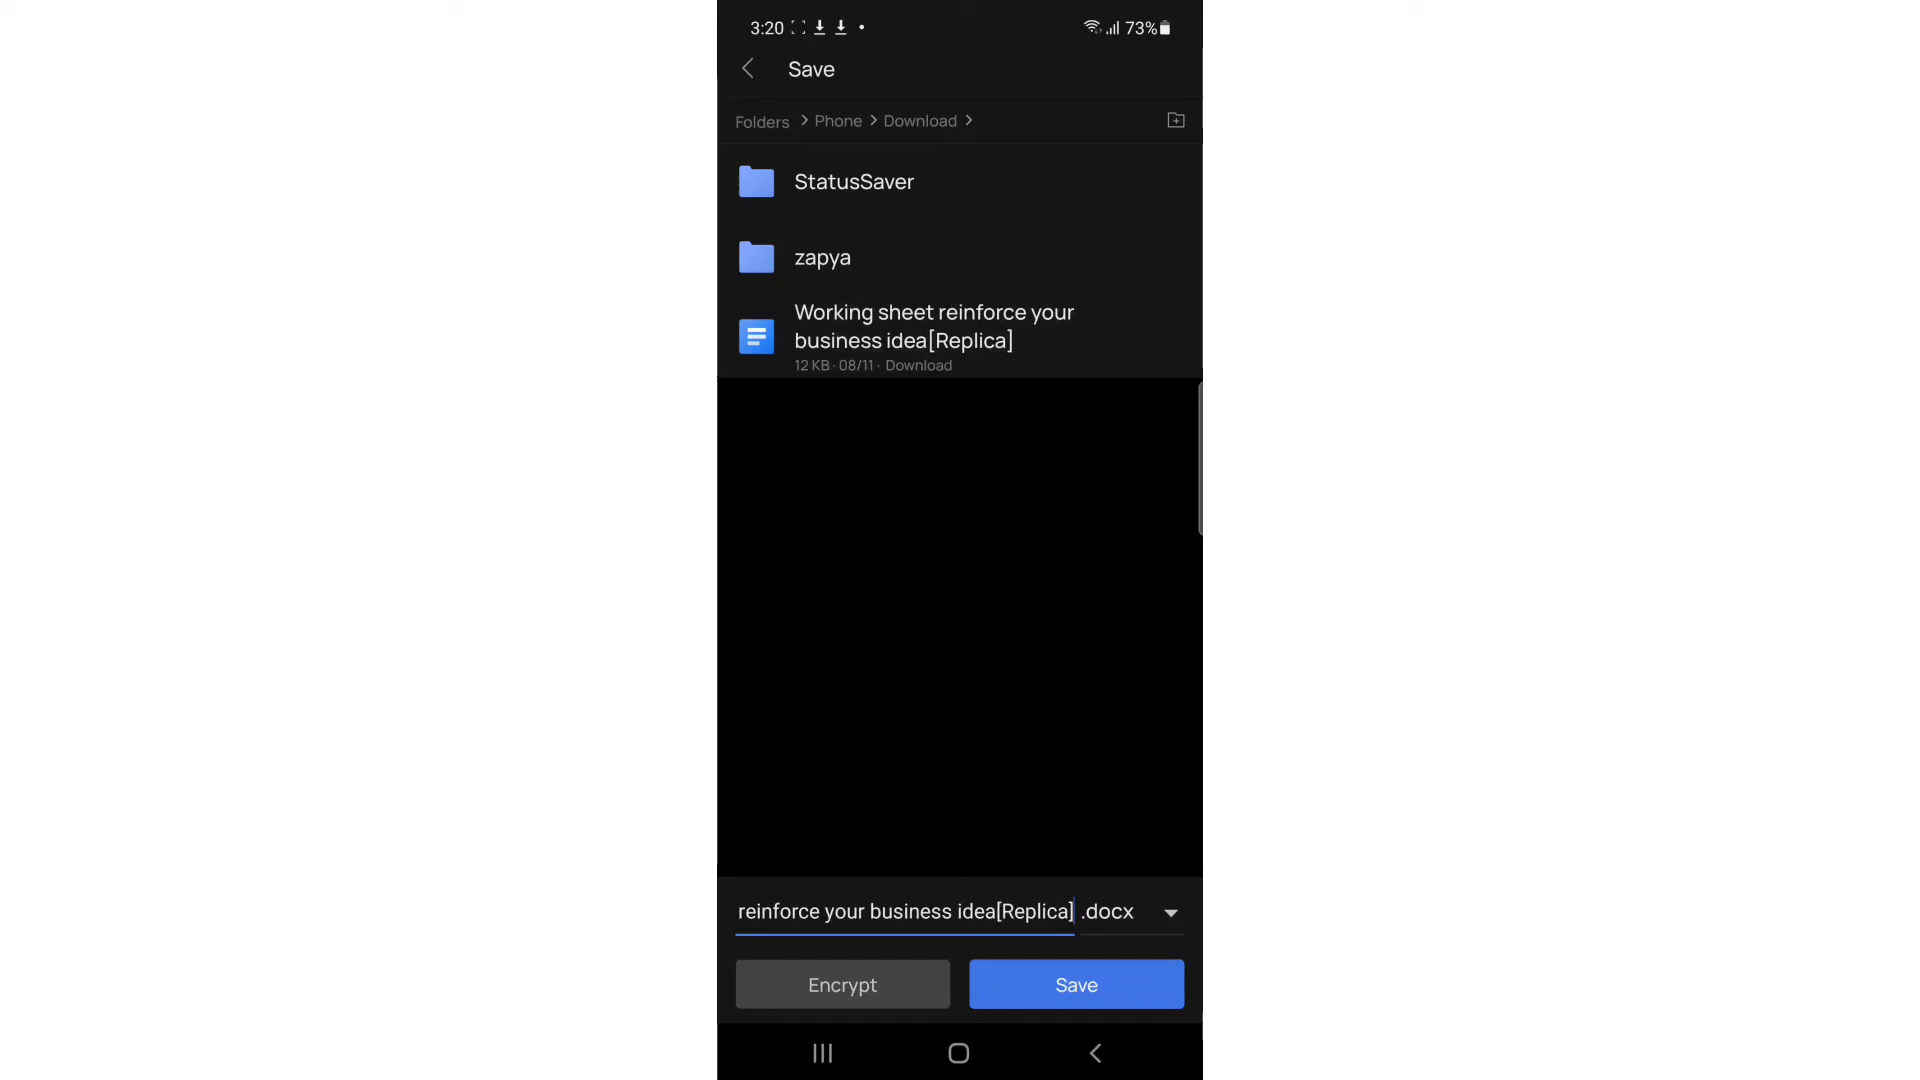 3:20
73%
Save
Folders > Phone > Download >
StatusSaver
zapya
Working sheet reinforce your
business idea[Replica]
12 KB · 08/11 · Download
reinforce your business idea[Replica] .docx
Encrypt
Save